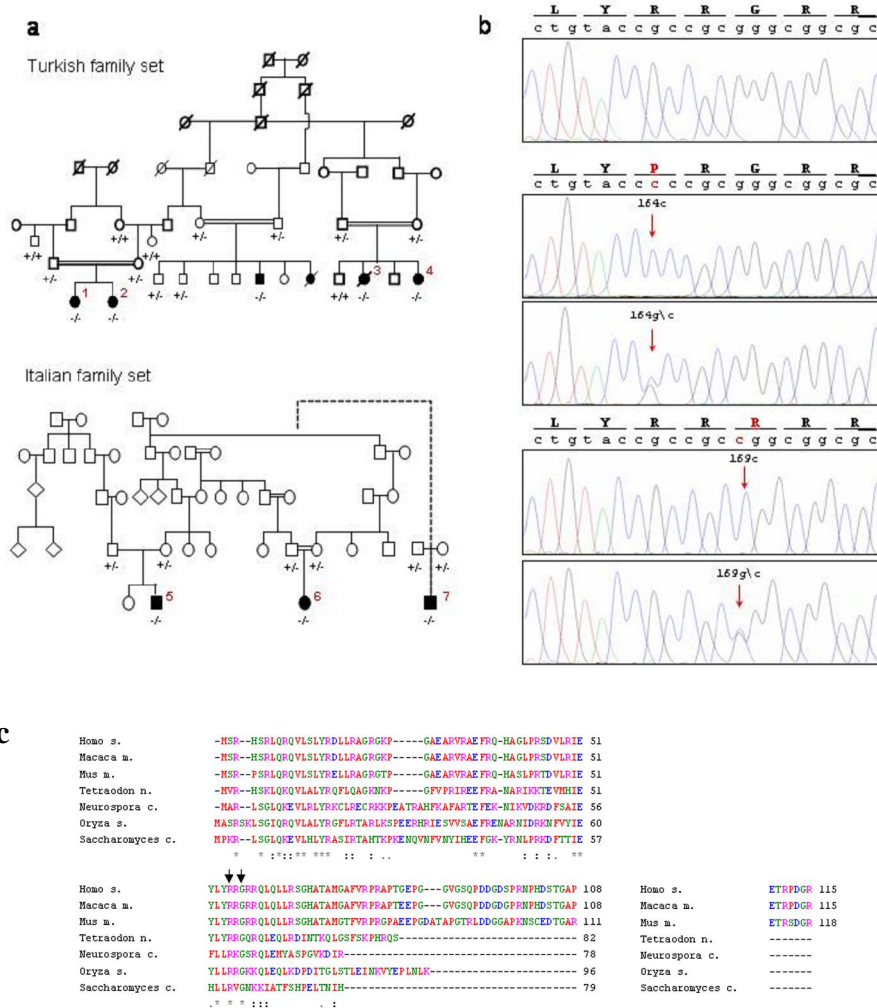 a
Turkish family set
+/+ +/+ +/+ +/- +/- +/- +/-
+/- +/-
1 2 3 4
+/- +/- -/- +/+ -/- -/-
-/- -/-
Italian family set
+/- +/- +/- +/- +/- +/-
5 6 7
-/- -/- -/-
b
L Y R R G R R
c t g t a c c g c c g c g g g c g g c g c
L Y P R G R R
c t g t a c c c c c g c g g g c g g c g c
164c
164g\c
L Y R R R R R
c t g t a c c g c c g c c g g c g g c g c
169c
169g\c
c
Homo s. -MSR--HSRLQRQVLSLYRDLLRAGRGKP-----GAEARVRAEFRQ-HAGLPRSDVLRIE 51
Macaca m. -MSR--HSRLQRQVLSLYRDLLRAGRGKP-----GAEARVRAEFRQ-HAGLPRSDVLRIE 51
Mus m. -MSR--PSRLQRQVLSLYRELLRAGRGTP-----GAEARVRAEFRQ-HASLPRTDVLRIE 51
Tetraodon n. -MVR--HSRLQRQVLALYRQFLQAGKNKP-----GFVPRIREEFRA-NARIKKTEVMHIE 51
Neurospora c. -MAR--LSGLQKEVLRLYRKCLRECRKKPEATRAHFKAFARTEFEK-NIKVDKRDFSAIE 56
Oryza s. MASRSKLSGIQRQVLALYRGFLRTARLKSPEERHRIESVVSAEFRENARNIDRKNFVYIE 60
Saccharomyces c. MPKR--LSGLQKEVLHLYRASIRTAHTKPKENQVNFVNYIHEEFGK-YRNLPRKDFTTIE 57
* * :*::** *** :: : .. ** : : : **
Homo s. YLYRRGRRQLQLLRSGHATAMGAFVRPRAPTGEPG---GVGSQPDDGDSPRNPHDSTGAP 108
Macaca m. YLYRRGRRQLQLLRSGHATAMGAFVRPRAPTEEPG---GVGSQPDDGDSPRNPHDSTGAP 108
Mus m. YLYRRGRRQLQLLRSGHATAMGTFVRPRGPAEEPGDATAPGTRLDDGGAPKNSCEDTGAR 111
Tetraodon n. YLYRRGQRQLEQLRDINTKQLGSFSKPHRQS----------------------------- 82
Neurospora c. FLLRKGSRQLEMYASPGVKDIR-------------------------------------- 78
Oryza s. YLLRRGKKQLEQLKDPDITGLSTLEINKVYEPLNLK------------------------ 96
Saccharomyces c. HLLRVGNKKIATFSHPELTNIH-------------------------------------- 79
.* * * ::: . :
Homo s. ETRPDGR 115
Macaca m. ETRPDGR 115
Mus m. ETRSDGR 118
Tetraodon n. -------
Neurospora c. -------
Oryza s. -------
Saccharomyces c. -------